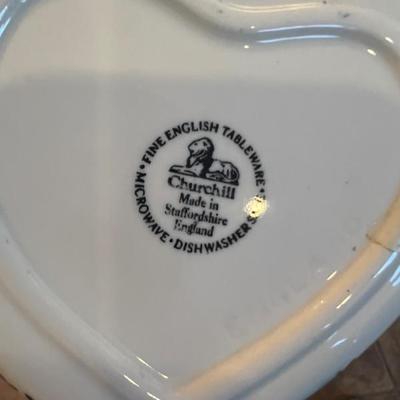 • FINE ENGLISH TABLEWARE •
Churchill
Made in
Staffordshire
England
MICROWAVE • DISHWASHER